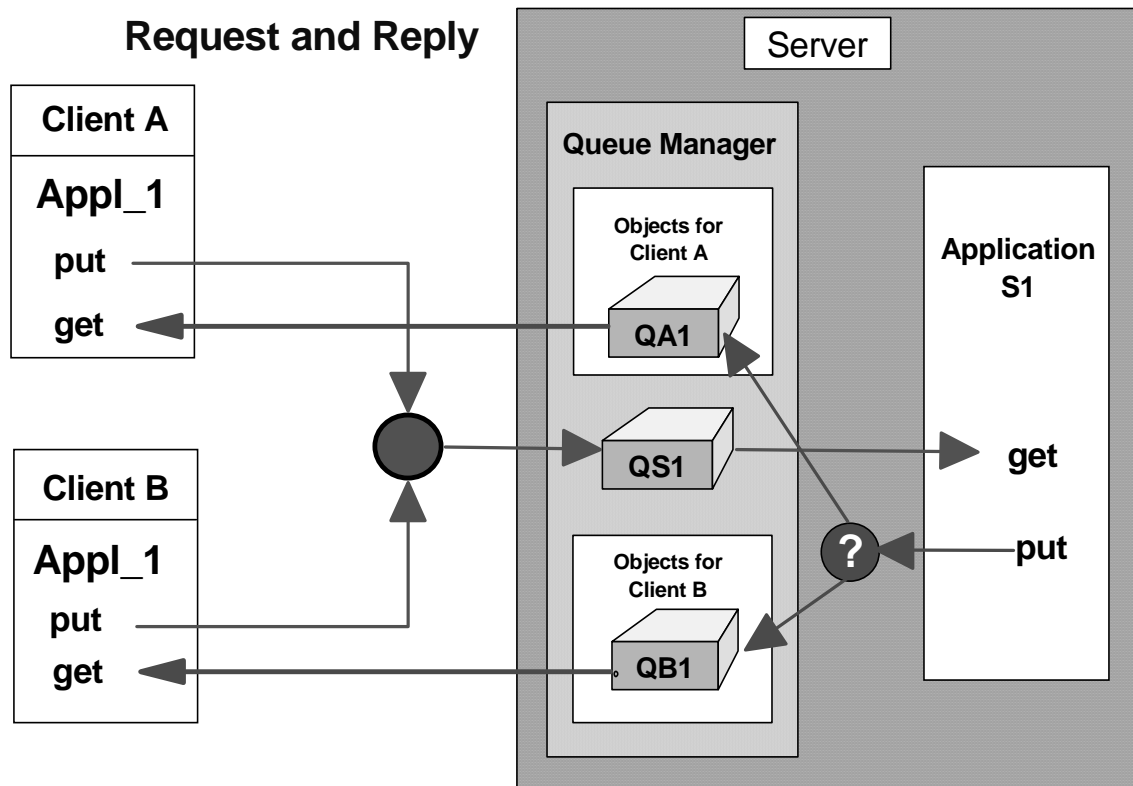 Request and Reply
Server
Client A
Appl_1
put
get
Client B
Appl_1
put
get
Queue Manager
Objects for
Client A
QA1
QS1
Objects for
Client B
QB1
Application
S1
get
?
put